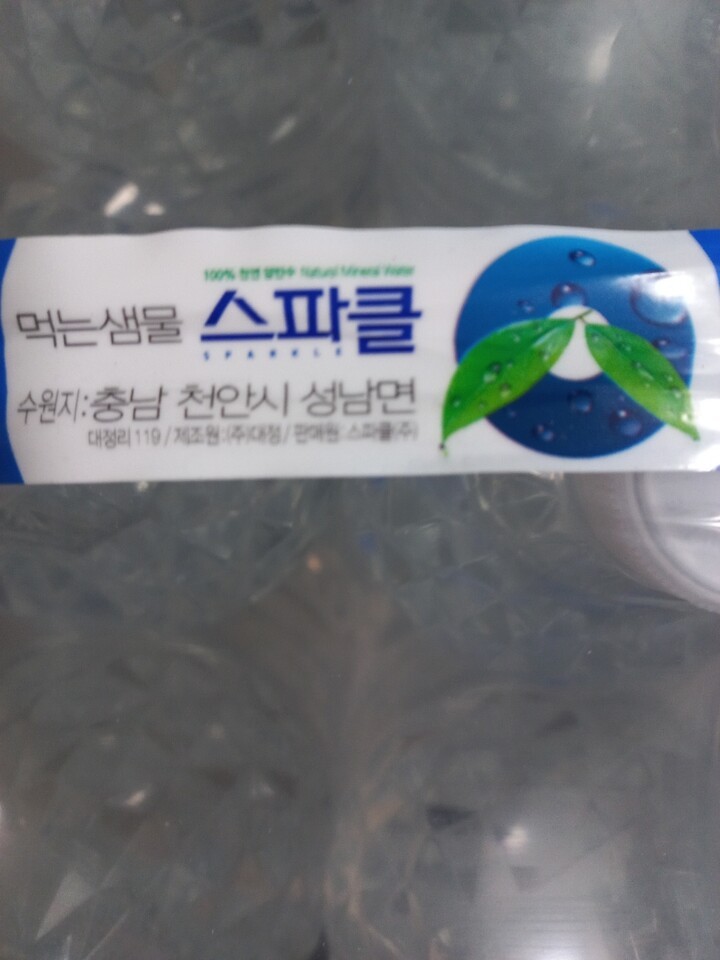 100% 천연 암반수 Natural Mineral Water
먹는샘물 스파클
SPARKLE
수원지:충남 천안시 성남면
대정리 119 / 제조원:(주)대정 / 판매원:스파클(주)